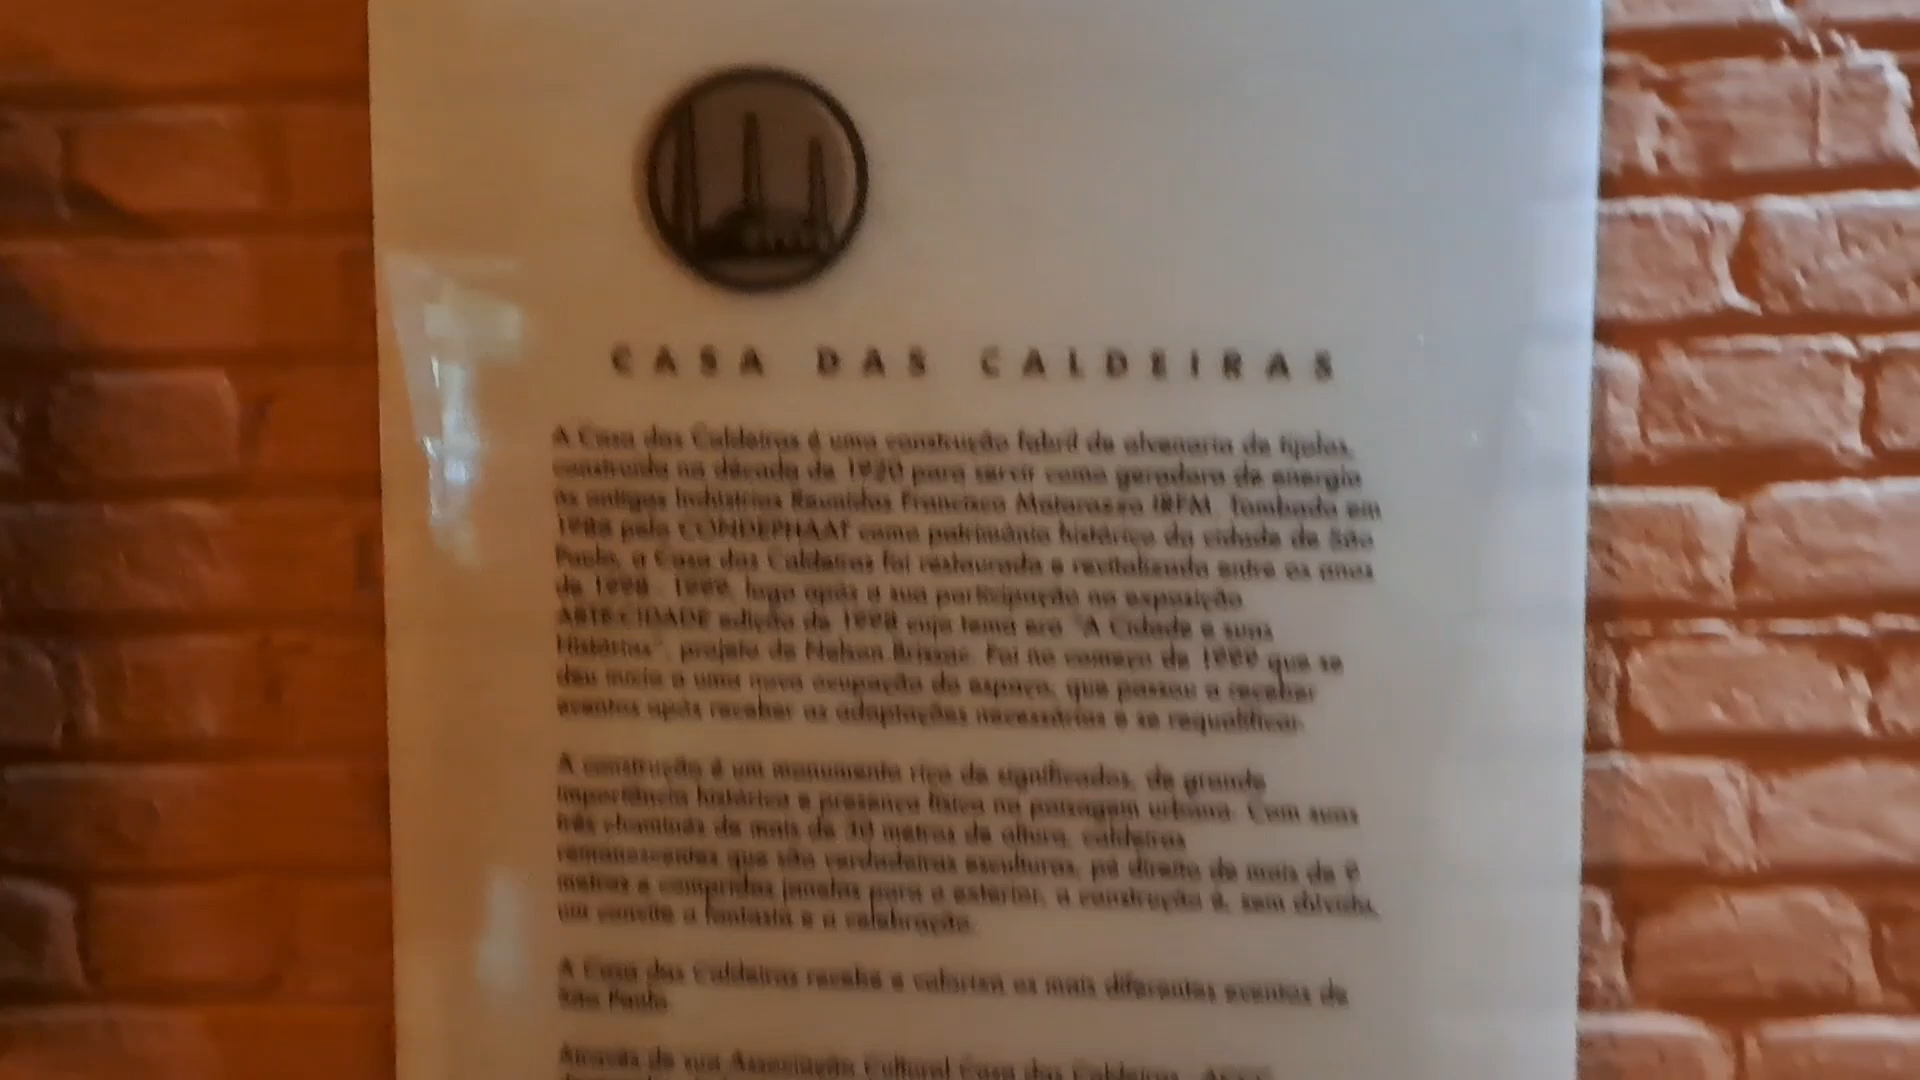 CASA DAS CALDEIRAS
A Casa das Caldeiras é uma construção fabril de alvenaria de tijolos,
construída na década de 1920 para servir como geradora de energia
às antigas Indústrias Reunidas Francisco Matarazzo IRFM. Tombada em
1986 pelo CONDEPHAAT como patrimônio histórico da cidade de São
Paulo, a Casa das Caldeiras foi restaurada e revitalizada entre os anos
de 1998 - 1999, logo após a sua participação na exposição
ARTE-CIDADE edição de 1998 cujo tema era "A Cidade e suas
Histórias", projeto de Nelson Brissac. Foi no começo de 1999 que se
deu início a uma nova ocupação do espaço, que passou a receber
eventos após receber as adaptações necessárias e se requalificar.
A construção é um monumento rico de significados, de grande
importância histórica e presença física na paisagem urbana. Com suas
três chaminés de mais de 30 metros de altura, caldeiras
remanescentes que são verdadeiras esculturas, pé direito de mais de
metros e compridas janelas para o exterior, a construção é, sem dúvida,
um convite a fantasia e a celebração.
A Casa das Caldeiras recebe e valoriza os mais diferentes eventos de
São Paulo.
Através de sua Associação Cultural Casa das Caldeiras